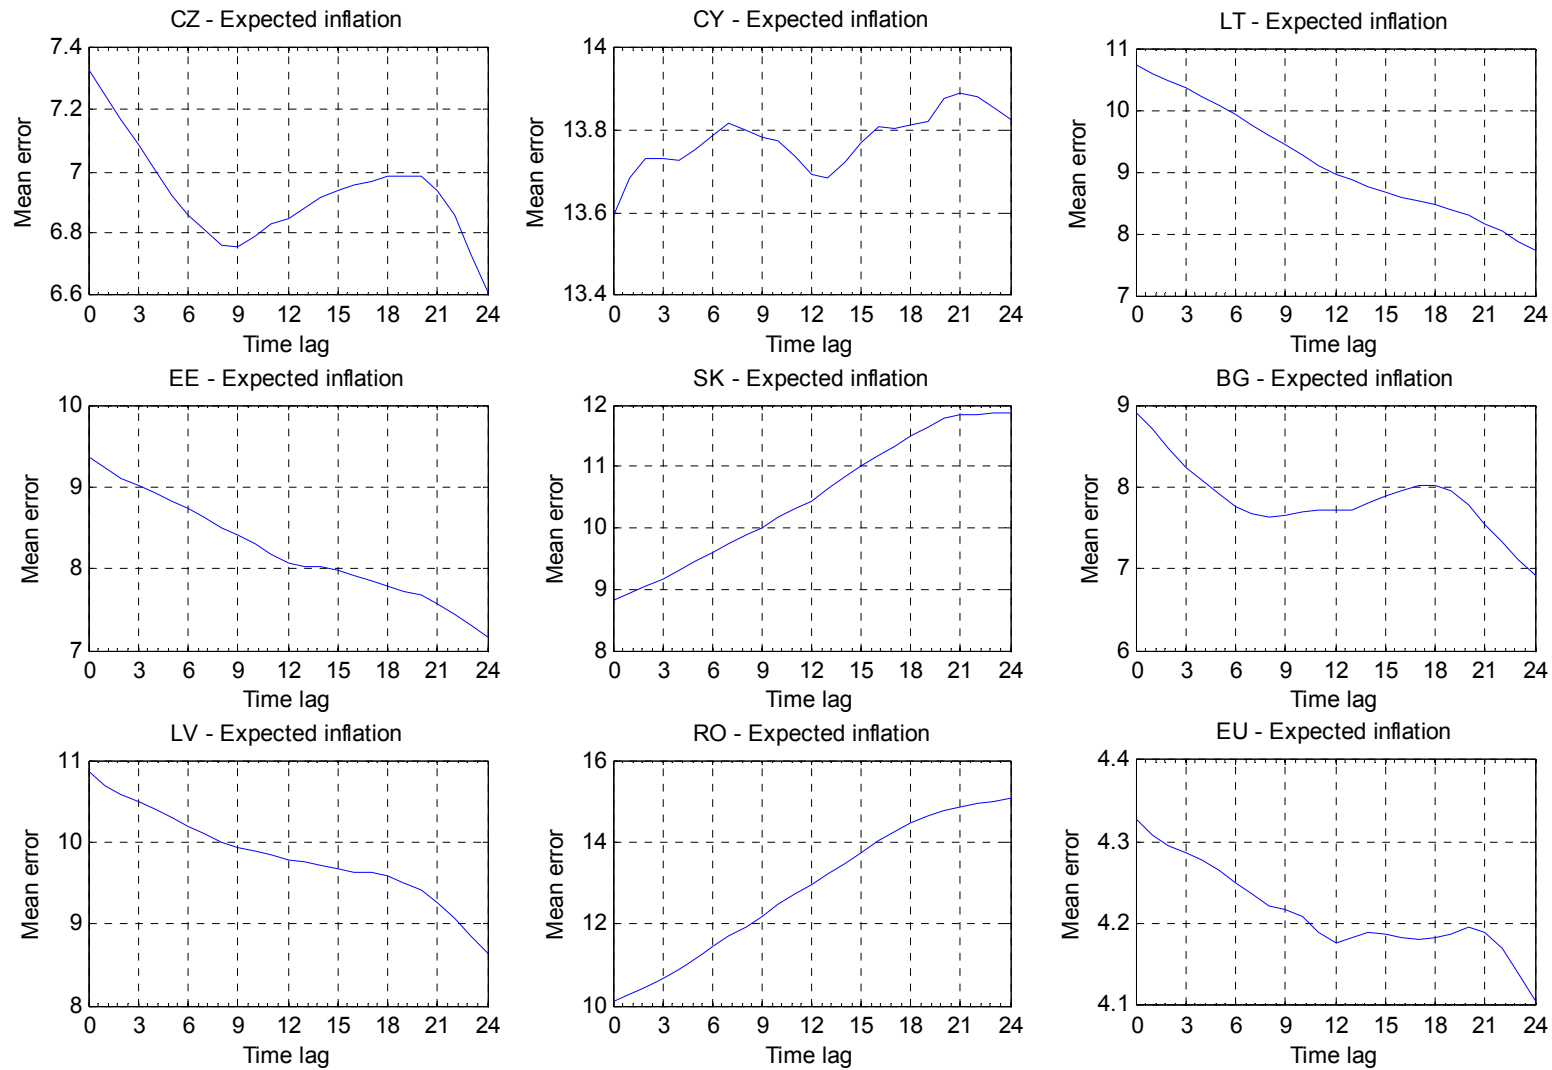 CZ - Expected inflation
7.4
7.2
7
6.8
6.6
Mean error
0 3 6 9 12 15 18 21 24
Time lag
CY - Expected inflation
14
13.8
13.6
13.4
Mean error
0 3 6 9 12 15 18 21 24
Time lag
LT - Expected inflation
11
10
9
8
7
Mean error
0 3 6 9 12 15 18 21 24
Time lag
EE - Expected inflation
10
9
8
7
Mean error
0 3 6 9 12 15 18 21 24
Time lag
SK - Expected inflation
12
11
10
9
8
Mean error
0 3 6 9 12 15 18 21 24
Time lag
BG - Expected inflation
9
8
7
6
Mean error
0 3 6 9 12 15 18 21 24
Time lag
LV - Expected inflation
11
10
9
8
Mean error
0 3 6 9 12 15 18 21 24
Time lag
RO - Expected inflation
16
14
12
10
Mean error
0 3 6 9 12 15 18 21 24
Time lag
EU - Expected inflation
4.4
4.3
4.2
4.1
Mean error
0 3 6 9 12 15 18 21 24
Time lag